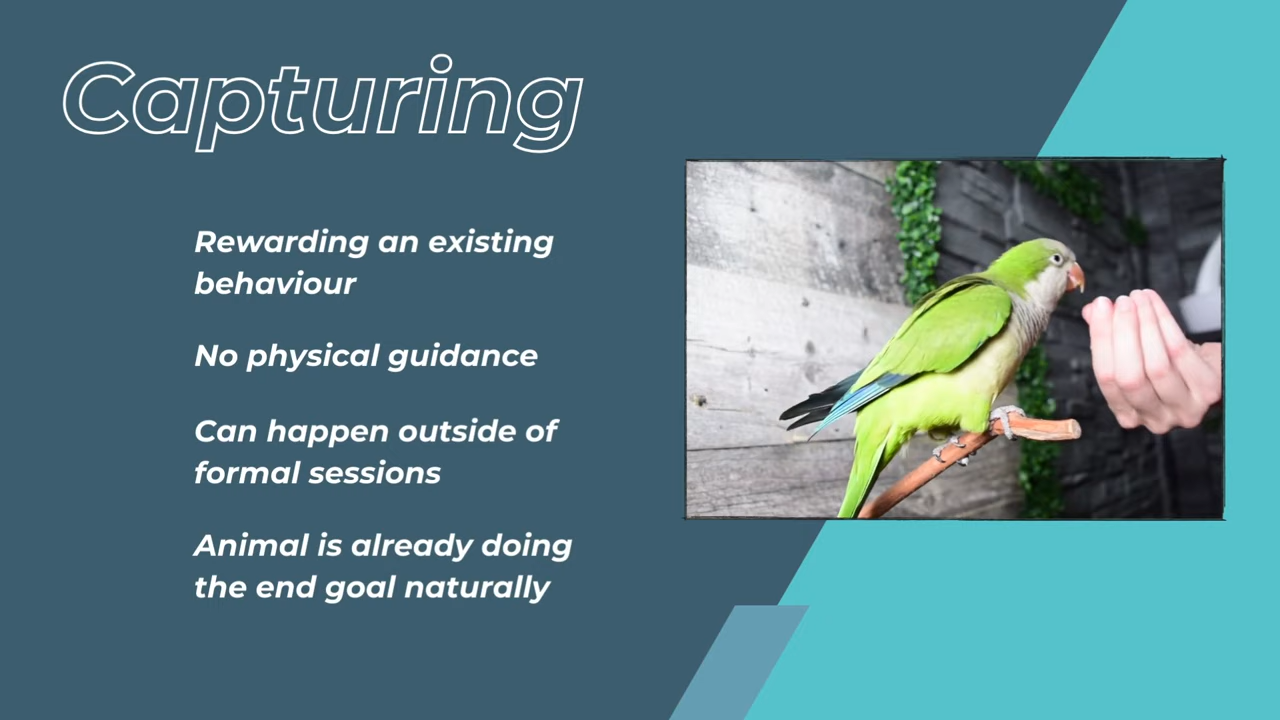 Capturing
Rewarding an existing
behaviour
No physical guidance
Can happen outside of
formal sessions
Animal is already doing
the end goal naturally